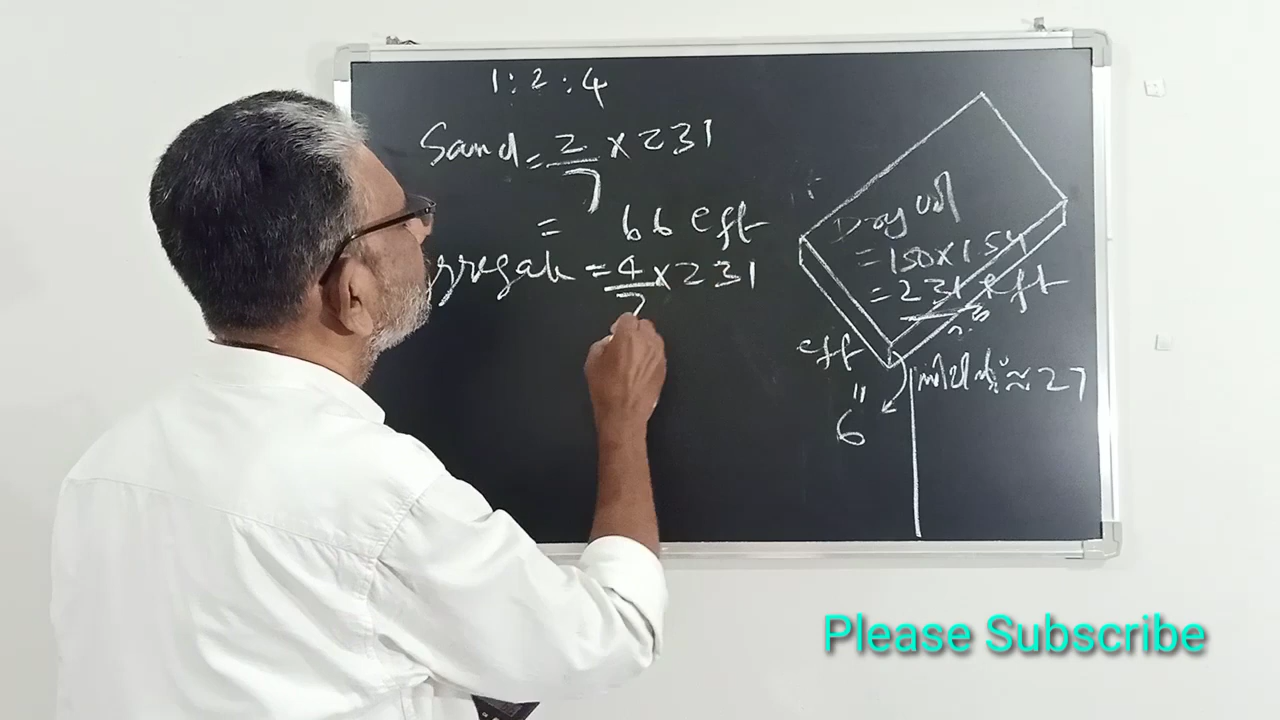 1:2:4
Sand = 2/7 × 231
= 66 cft
= 4/7 × 231
Dry vol
= 150 × 1.54
= 231 cft
cft
≈ 27
6"
Please Subscribe